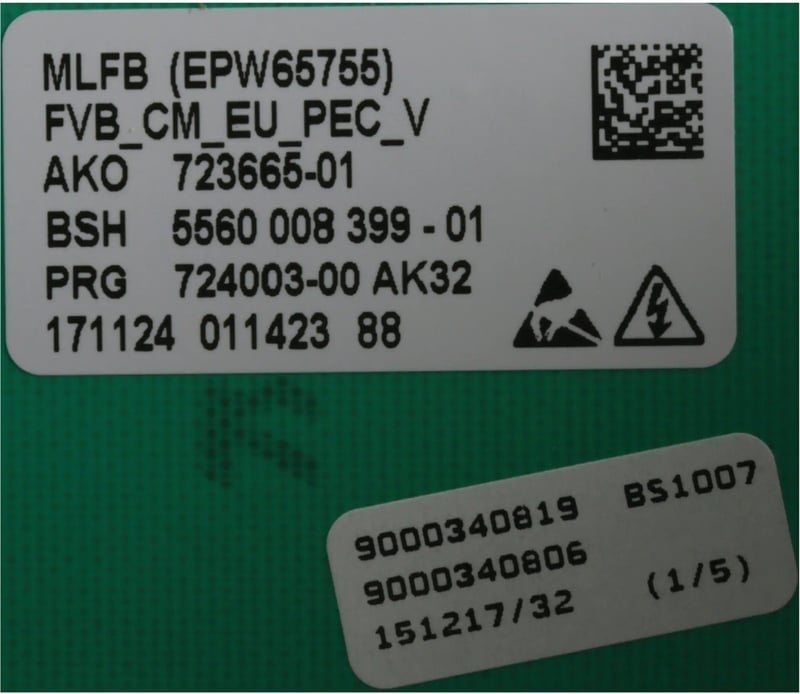 MLFB (EPW65755)
FVB_CM_EU_PEC_V
AKO 723665-01
BSH 5560 008 399 - 01
PRG 724003-00 AK32
171124 011423 88
9000340819 BS1007
9000340806
151217/32 (1/5)